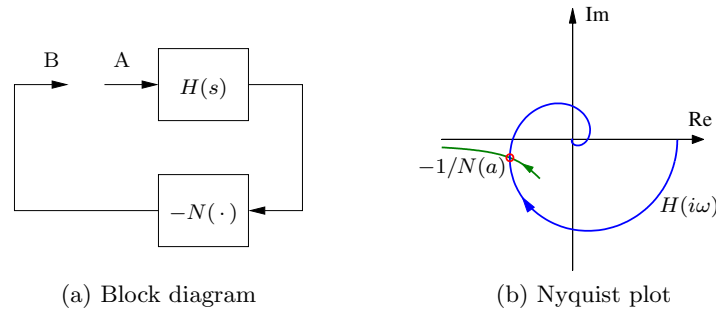 B
A
H(s)
−N( · )
(a) Block diagram
Im
Re
−1/N(a)
H(iω)
(b) Nyquist plot